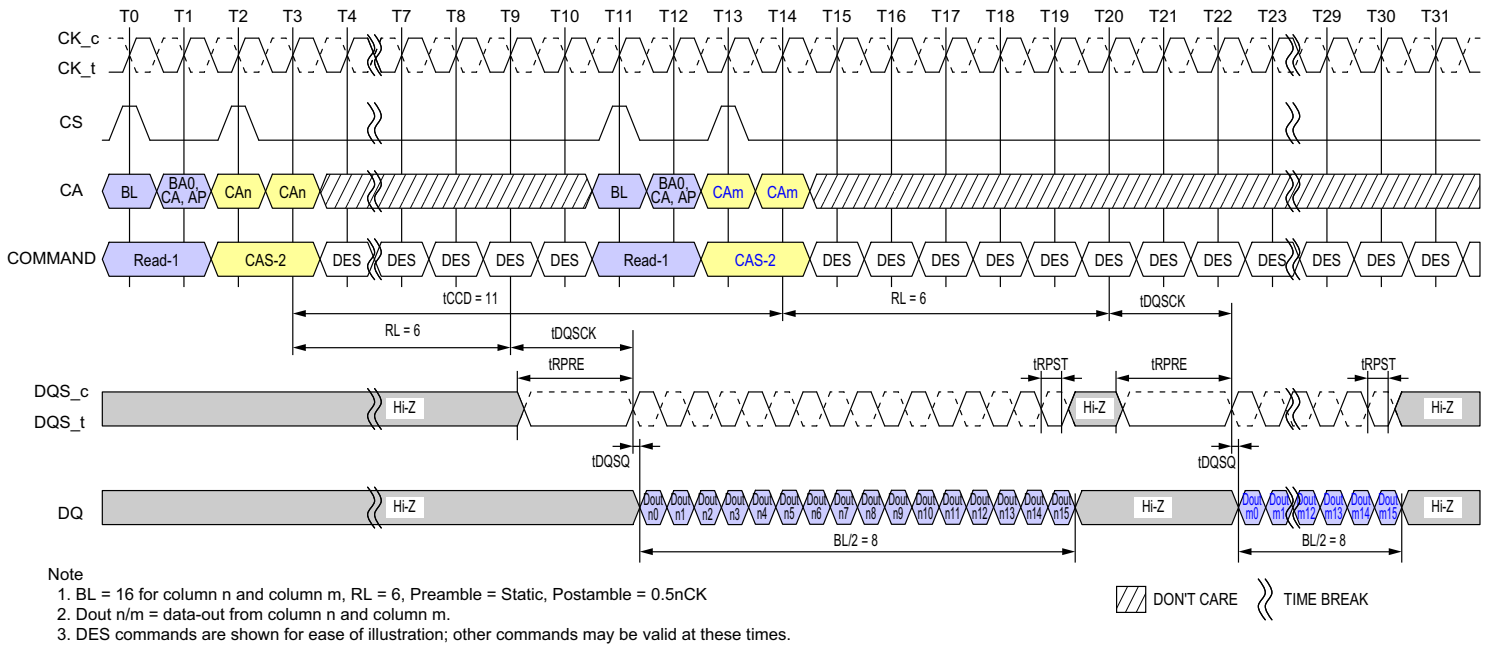 T0 T1 T2 T3 T4 T7 T8 T9 T10 T11 T12 T13 T14 T15 T16 T17 T18 T19 T20 T21 T22 T23 T29 T30 T31
CK_c
CK_t
CS
CA
BL
BA0,
CA, AP
CAn
CAn
BL
BA0,
CA, AP
CAm
CAm
COMMAND
Read-1 CAS-2 DES DES DES DES DES Read-1 CAS-2 DES DES DES DES DES DES DES DES DES DES DES DES
tCCD = 11
RL = 6
tDQSCK
RL = 6
tDQSCK
tRPRE
tRPST
tRPRE
tRPST
DQS_c
DQS_t
Hi-Z
Hi-Z
Hi-Z
tDQSQ
tDQSQ
DQ
Hi-Z
Dout
n0
Dout
n1
Dout
n2
Dout
n3
Dout
n4
Dout
n5
Dout
n6
Dout
n7
Dout
n8
Dout
n9
Dout
n10
Dout
n11
Dout
n12
Dout
n13
Dout
n14
Dout
n15
Hi-Z
Dout
m0
Dout
m1
Dout
m12
Dout
m13
Dout
m14
Dout
m15
Hi-Z
BL/2 = 8
BL/2 = 8
Note
1. BL = 16 for column n and column m, RL = 6, Preamble = Static, Postamble = 0.5nCK
2. Dout n/m = data-out from column n and column m.
3. DES commands are shown for ease of illustration; other commands may be valid at these times.
DON'T CARE
TIME BREAK